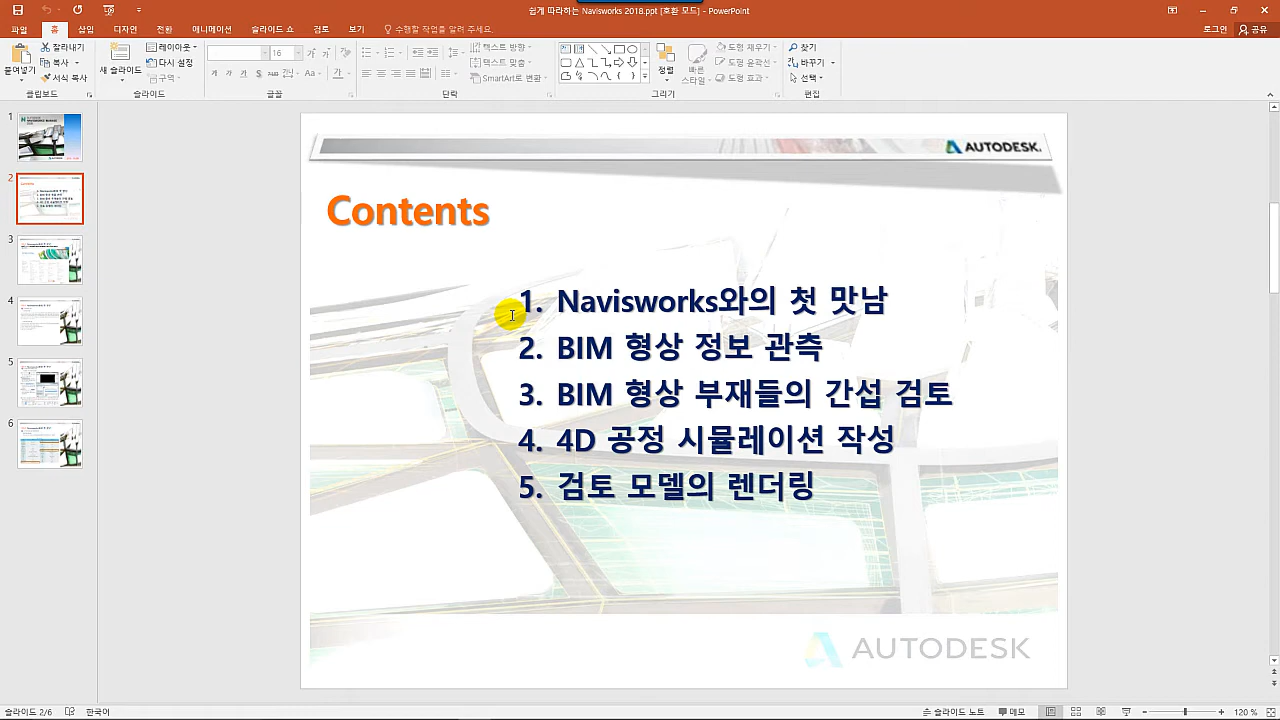 쉽게 따라하는 Navisworks 2018.ppt [호환 모드] - PowerPoint
파일 홈 삽입 디자인 전환 애니메이션 슬라이드 쇼 검토 보기 수행할 작업을 알려 주세요. 로그인 공유
붙여넣기 잘라내기 복사 서식 복사
새 슬라이드 레이아웃 다시 설정 구역
16
텍스트 방향 텍스트 맞춤 SmartArt로 변환
정렬 빠른 스타일 도형 채우기 도형 윤곽선 도형 효과
찾기 바꾸기 선택
클립보드 슬라이드 글꼴 단락 그리기 편집
1
2
3
4
5
6
AUTODESK.
Contents
1. Navisworks와의 첫 맛남
2. BIM 형상 정보 관측
3. BIM 형상 부재들의 간섭 검토
4. 4D 공정 시뮬레이션 작성
5. 검토 모델의 렌더링
AUTODESK
슬라이드 2/6 한국어 슬라이드 노트 메모 120 %